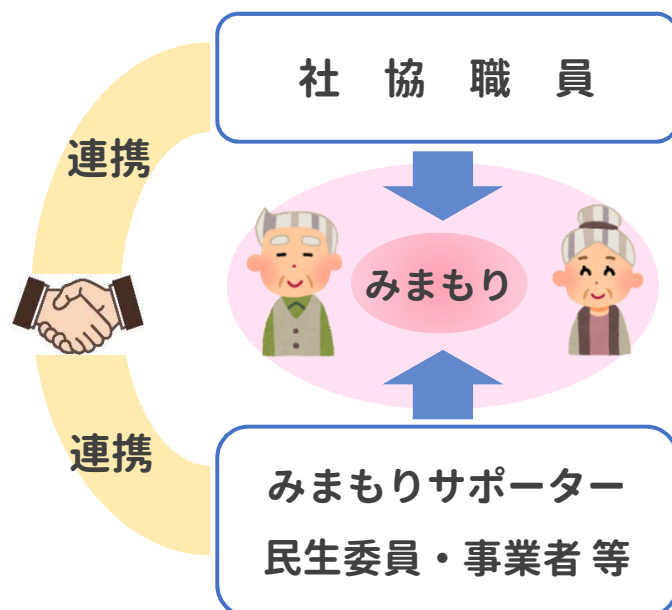 社 協 職 員
連携
みまもり
連携
みまもりサポーター
民生委員・事業者 等